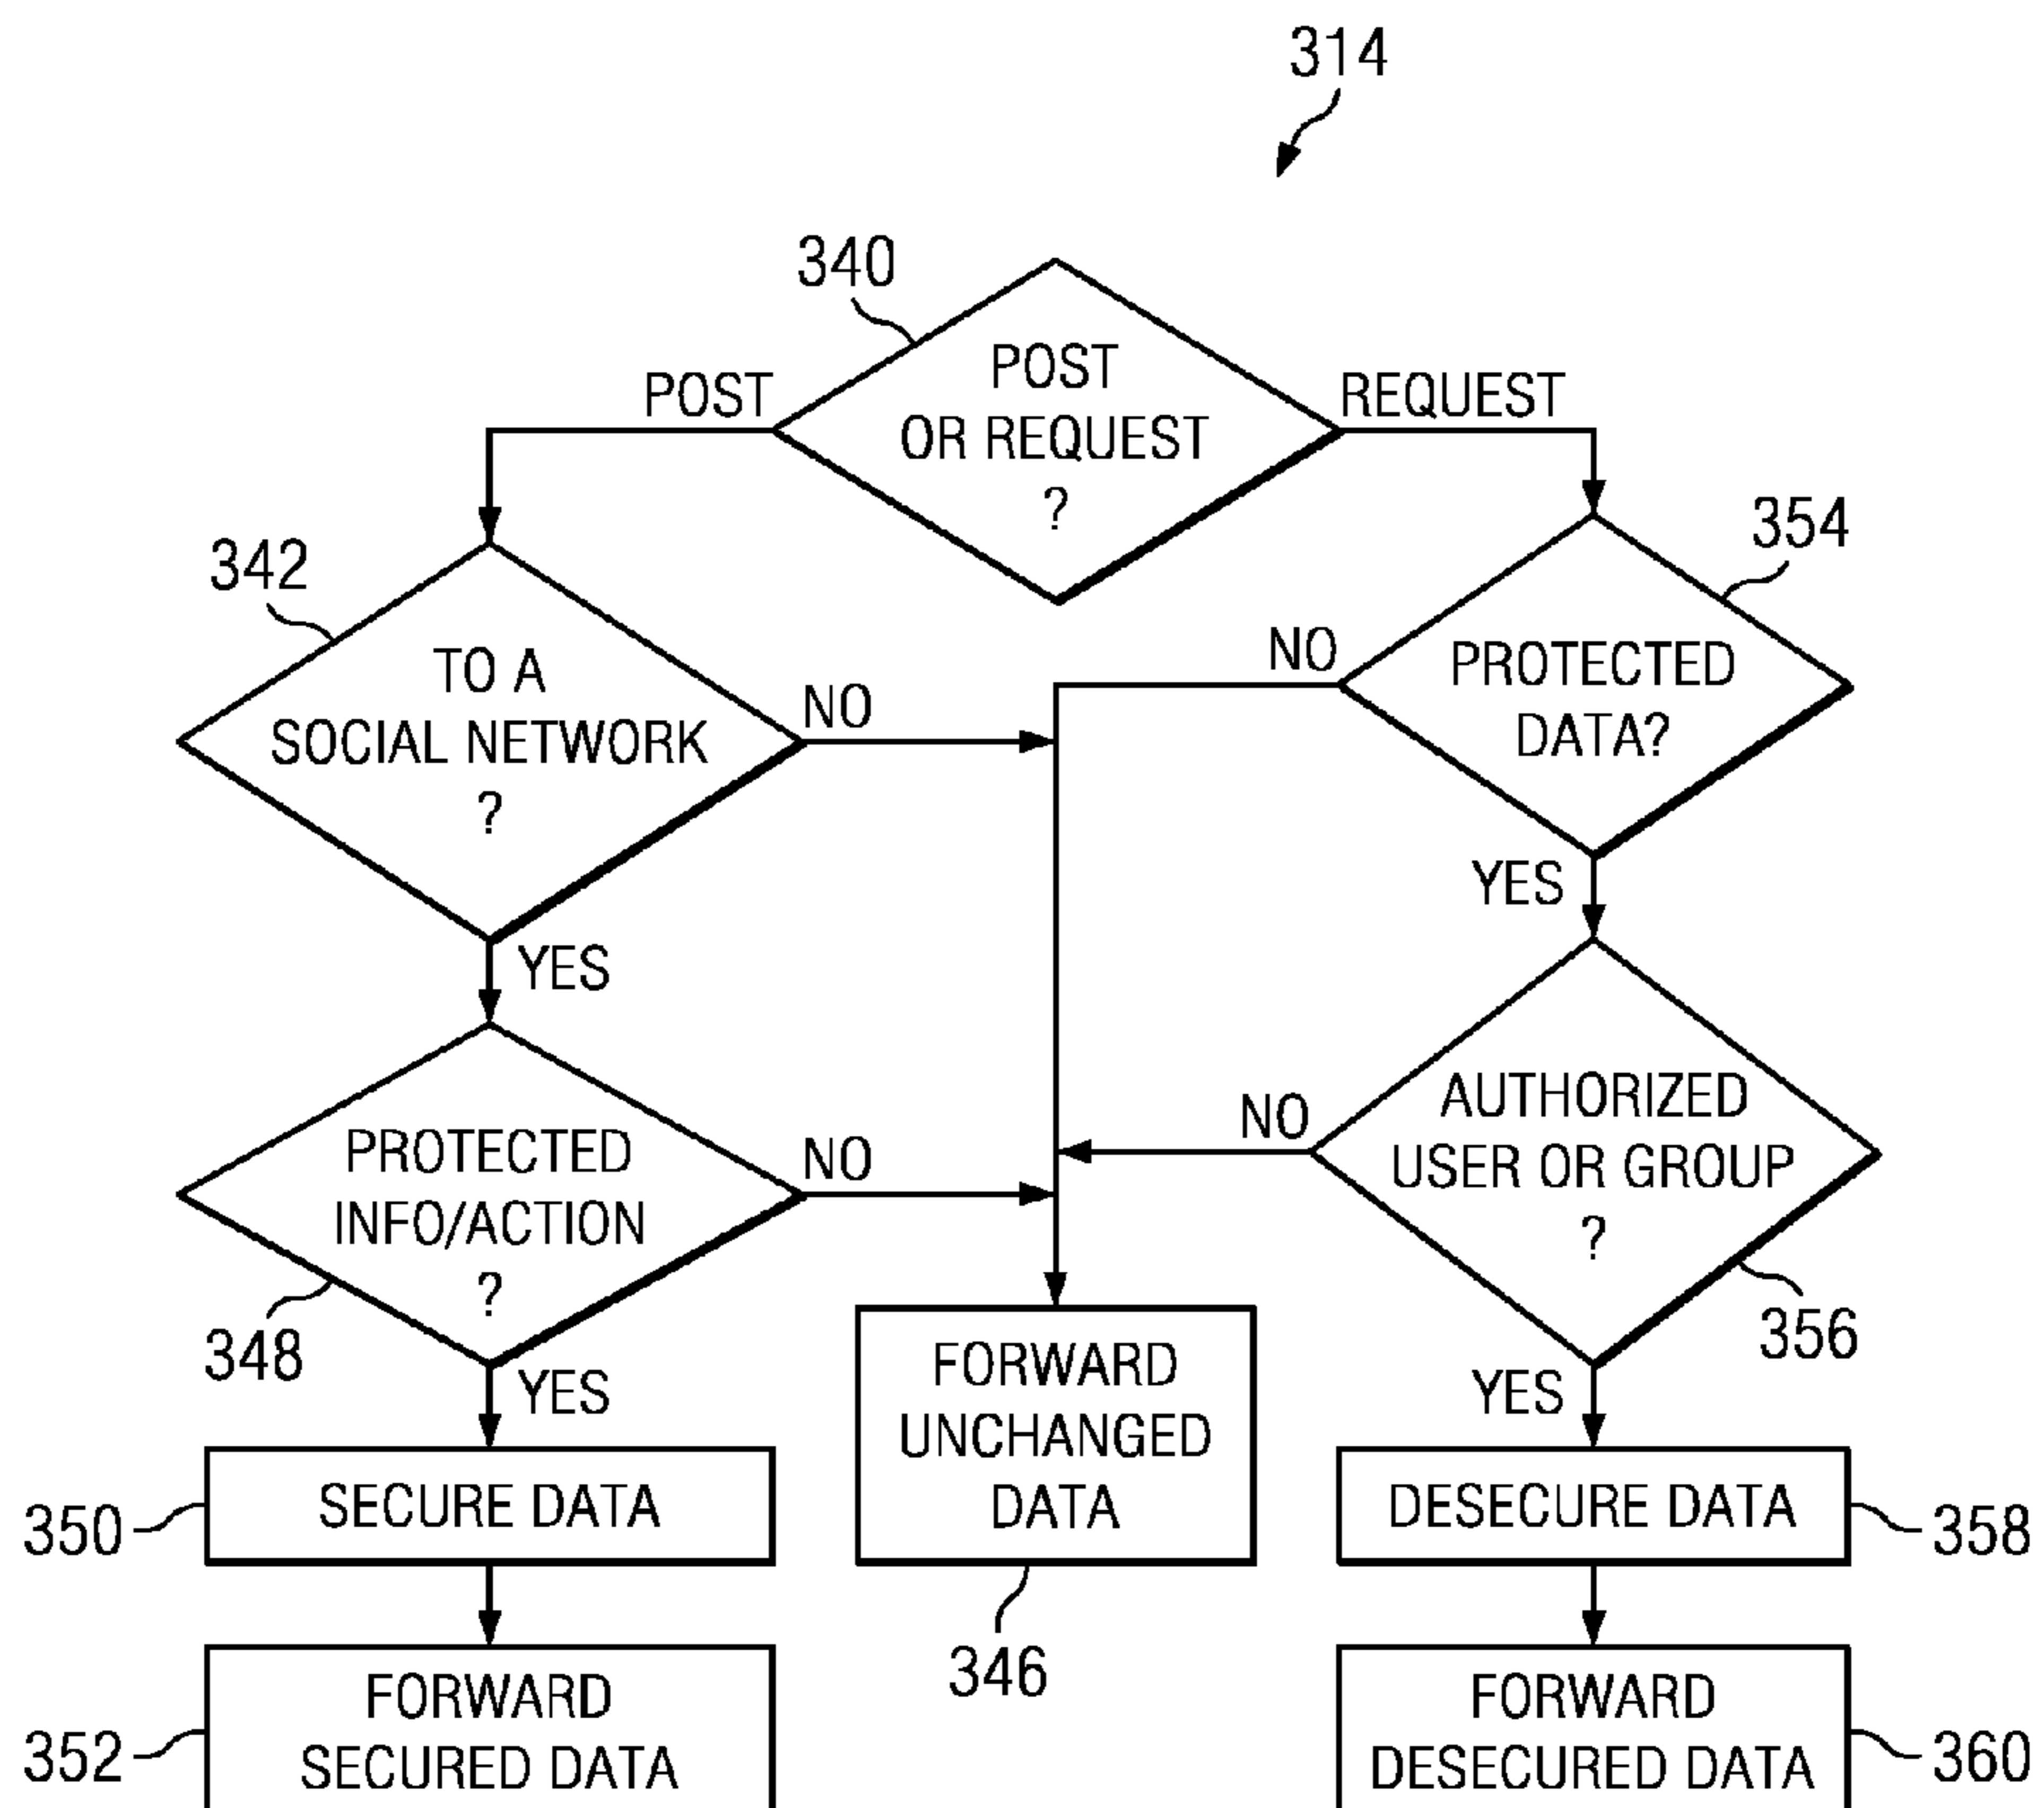 314
340
POST
OR REQUEST
?
POST
REQUEST
342
TO A
SOCIAL NETWORK
?
NO
YES
354
PROTECTED
DATA?
NO
YES
348
PROTECTED
INFO/ACTION
?
NO
YES
356
AUTHORIZED
USER OR GROUP
?
NO
YES
FORWARD
UNCHANGED
DATA
346
350
SECURE DATA
DESECURE DATA
358
352
FORWARD
SECURED DATA
FORWARD
DESECURED DATA
360